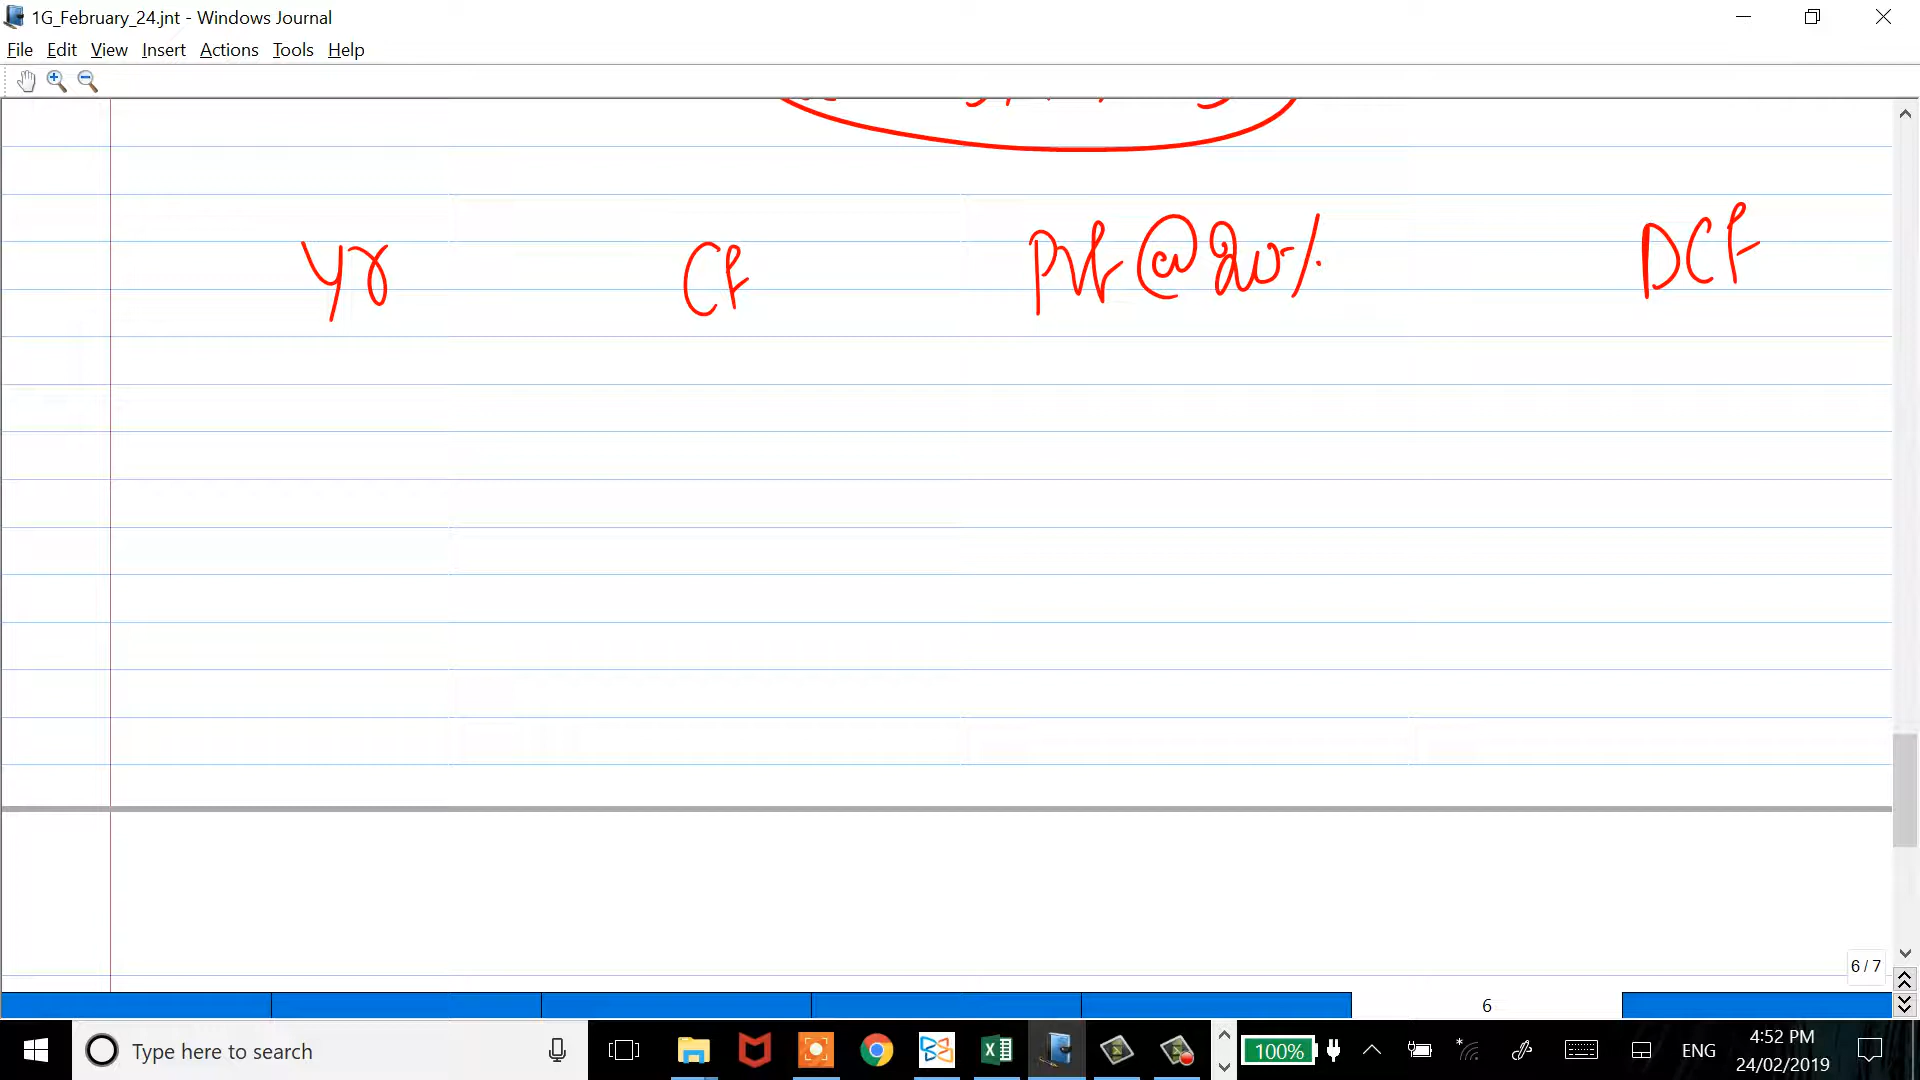 1G_February_24.jnt - Windows Journal
File Edit View Insert Actions Tools Help
Yr CF PVf @ 20% DCF
6 / 7
6
Type here to search
100%
ENG
4:52 PM
24/02/2019